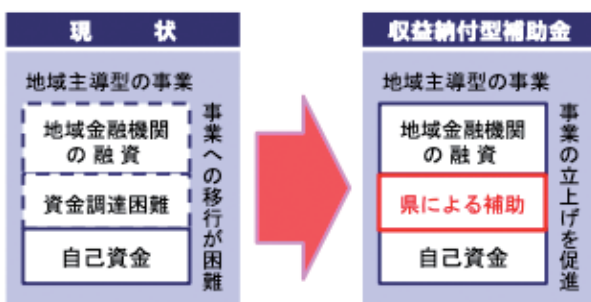 現 状
地域主導型の事業
地域金融機関
の融資
資金調達困難
自己資金
事業への移行が困難
収益納付型補助金
地域主導型の事業
地域金融機関
の融資
県による補助
自己資金
事業の立上げを促進